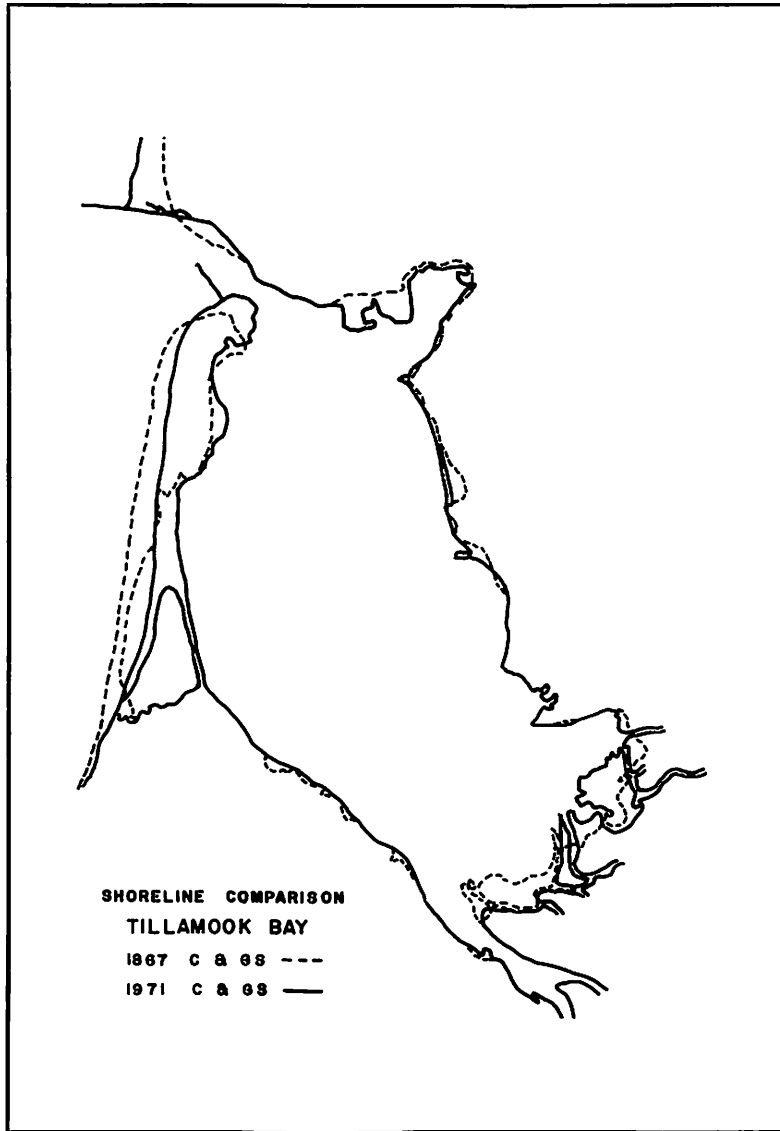 SHORELINE COMPARISON
TILLAMOOK BAY
1867 C & GS ---
1971 C & GS —